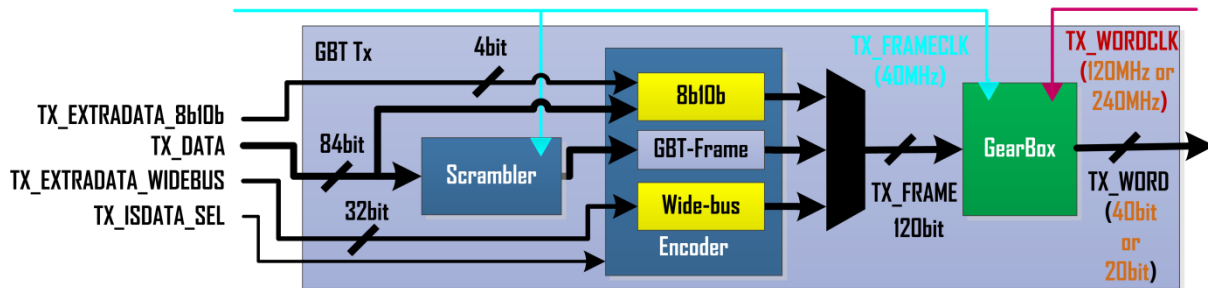 GBT Tx
4bit
TX_EXTRADATA_8b10b
TX_DATA
84bit
TX_EXTRADATA_WIDEBUS
TX_ISDATA_SEL
32bit
Scrambler
8b10b
GBT-Frame
Wide-bus
Encoder
TX_FRAMECLK
(40MHz)
TX_FRAME
120bit
GearBox
TX_WORDCLK
(120MHz or
240MHz)
TX_WORD
(40bit
or
20bit)